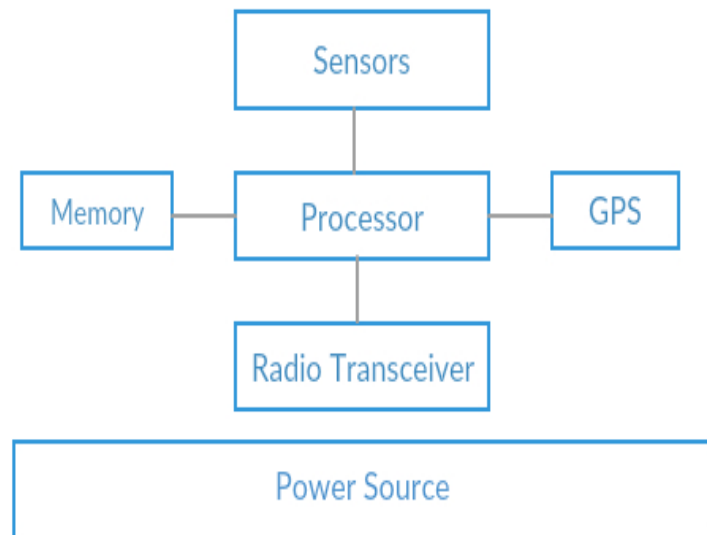 Sensors
Memory
Processor
GPS
Radio Transceiver
Power Source